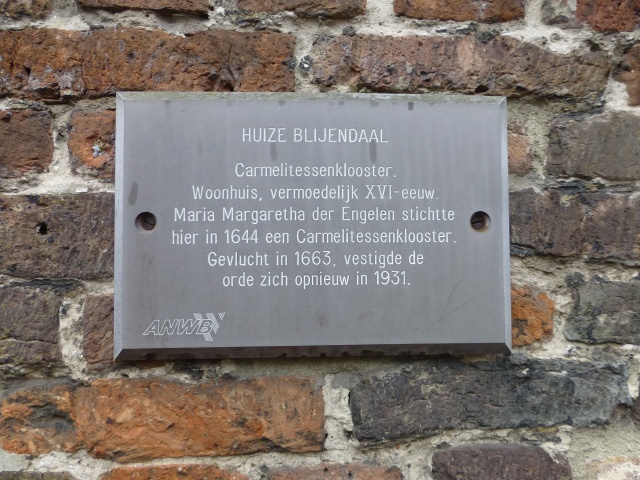 HUIZE BLIJENDAAL
Carmelitessenklooster.
Woonhuis, vermoedelijk XVI-eeuw.
Maria Margaretha der Engelen stichtte
hier in 1644 een Carmelitessenklooster.
Gevlucht in 1663, vestigde de
orde zich opnieuw in 1931.
ANWB